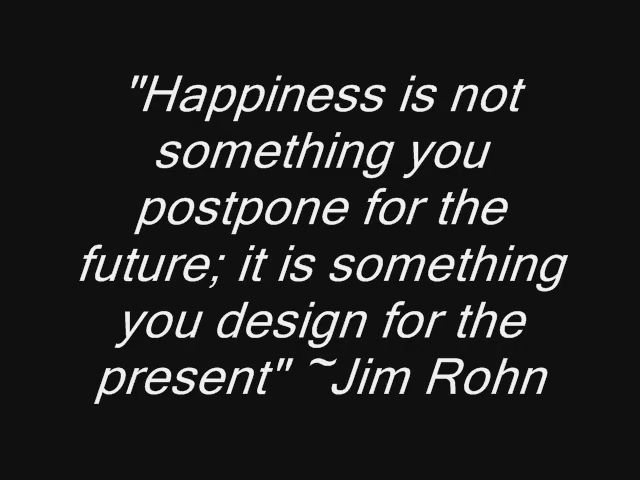 "Happiness is not
something you
postpone for the
future; it is something
you design for the
present" ~Jim Rohn